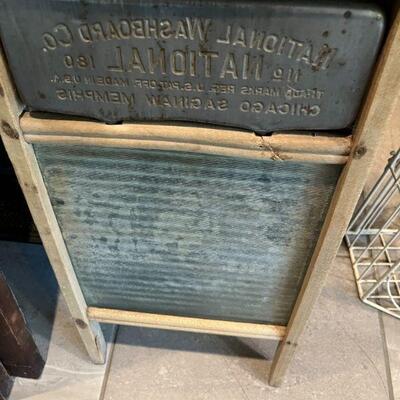 NATIONAL WASHBOARD CO.
No NATIONAL 180
TRADE MARKS REG. U.S. PAT. OFF. MADE IN U.S.A.
CHICAGO SAGINAW MEMPHIS